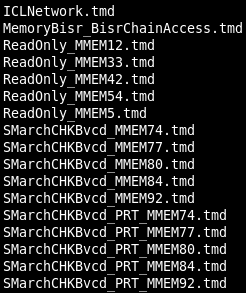 ICLNetwork.tmd
MemoryBisr_BisrChainAccess.tmd
ReadOnly_MMEM12.tmd
ReadOnly_MMEM33.tmd
ReadOnly_MMEM42.tmd
ReadOnly_MMEM54.tmd
ReadOnly_MMEM5.tmd
SMarchCHKBvcd_MMEM74.tmd
SMarchCHKBvcd_MMEM77.tmd
SMarchCHKBvcd_MMEM80.tmd
SMarchCHKBvcd_MMEM84.tmd
SMarchCHKBvcd_MMEM92.tmd
SMarchCHKBvcd_PRT_MMEM74.tmd
SMarchCHKBvcd_PRT_MMEM77.tmd
SMarchCHKBvcd_PRT_MMEM80.tmd
SMarchCHKBvcd_PRT_MMEM84.tmd
SMarchCHKBvcd_PRT_MMEM92.tmd